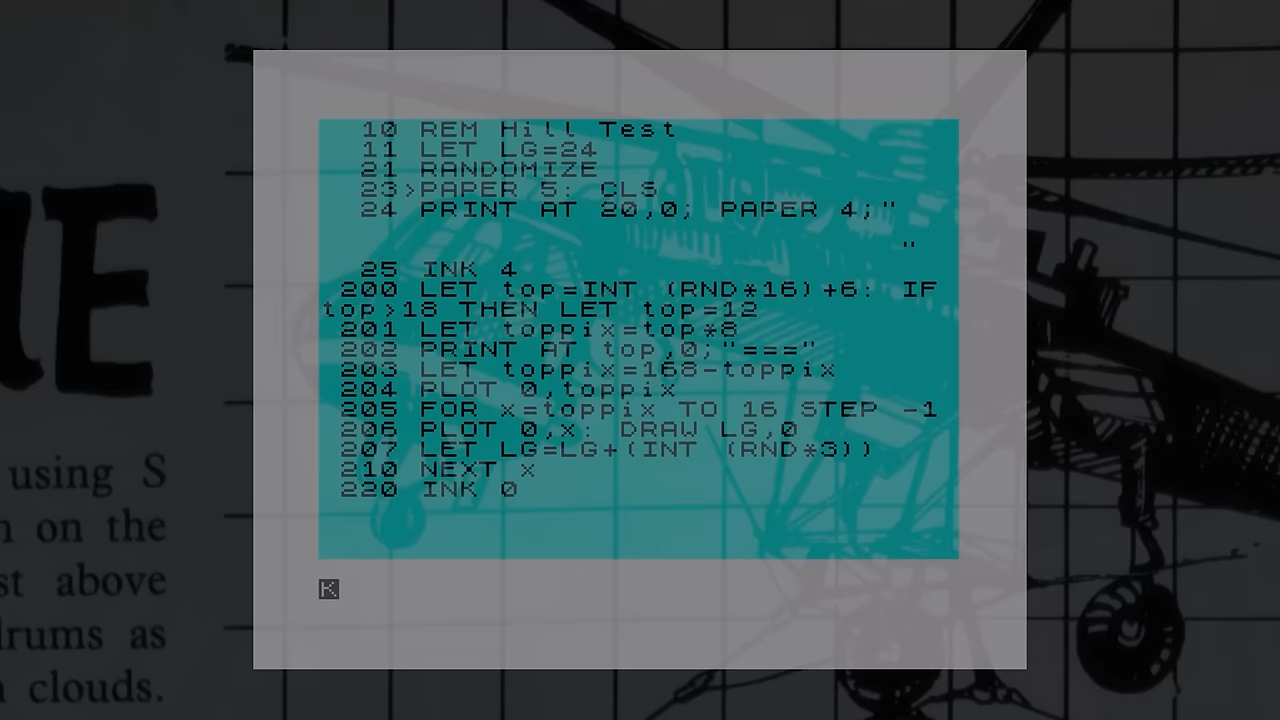 10 REM Hill Test
11 LET LG=24
21 RANDOMIZE
23>PAPER 5: CLS
24 PRINT AT 20,0; PAPER 4;"
"
25 INK 4
200 LET top=INT (RND*16)+6: IF
top>18 THEN LET top=12
201 LET toppix=top*8
202 PRINT AT top,0;"==="
203 LET toppix=168-toppix
204 PLOT 0,toppix
205 FOR x=toppix TO 16 STEP -1
206 PLOT 0,x: DRAW LG,0
207 LET LG=LG+(INT (RND*3))
210 NEXT x
220 INK 0
K
using S
on the
above
drums as
clouds.